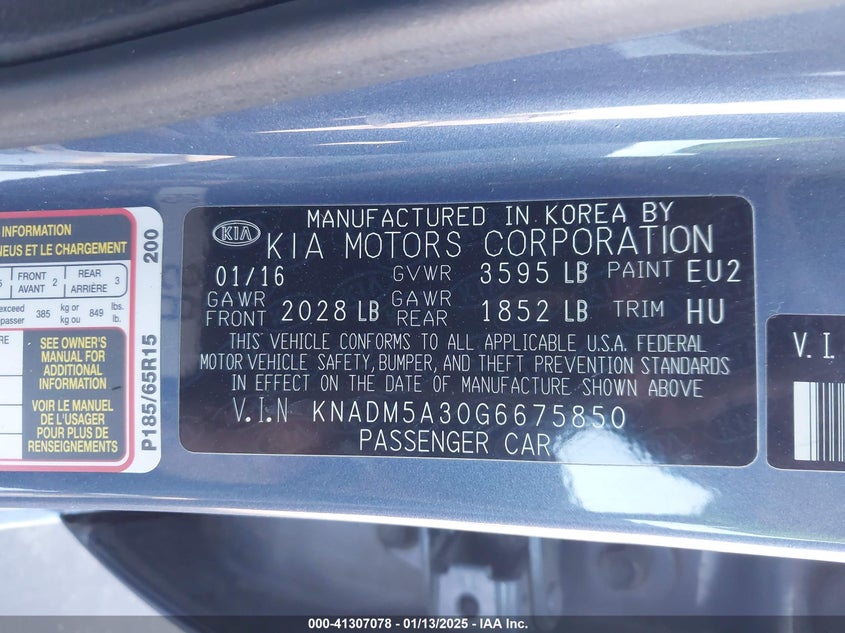 INFORMATION
NEUS ET LE CHARGEMENT
FRONT 2
AVANT
REAR 3
ARRIÈRE
exceed
passer 385 kg or kg ou 849 lbs. lb.
SEE OWNER'S
MANUAL FOR
ADDITIONAL
INFORMATION
VOIR LE MANUEL
DE L'USAGER
POUR PLUS DE
RENSEIGNEMENTS
P185/65R15 200
KIA
MANUFACTURED IN KOREA BY
KIA MOTORS CORPORATION
01/16 GVWR 3595 LB PAINT EU2
GAWR FRONT 2028 LB GAWR REAR 1852 LB TRIM HU
THIS VEHICLE CONFORMS TO ALL APPLICABLE U.S.A. FEDERAL
MOTOR VEHICLE SAFETY, BUMPER, AND THEFT PREVENTION STANDARDS
IN EFFECT ON THE DATE OF MANUFACTURE SHOWN ABOVE
V.I.N KNADM5A30G6675850
PASSENGER CAR
V.I.
000-41307078 - 01/13/2025 - IAA Inc.